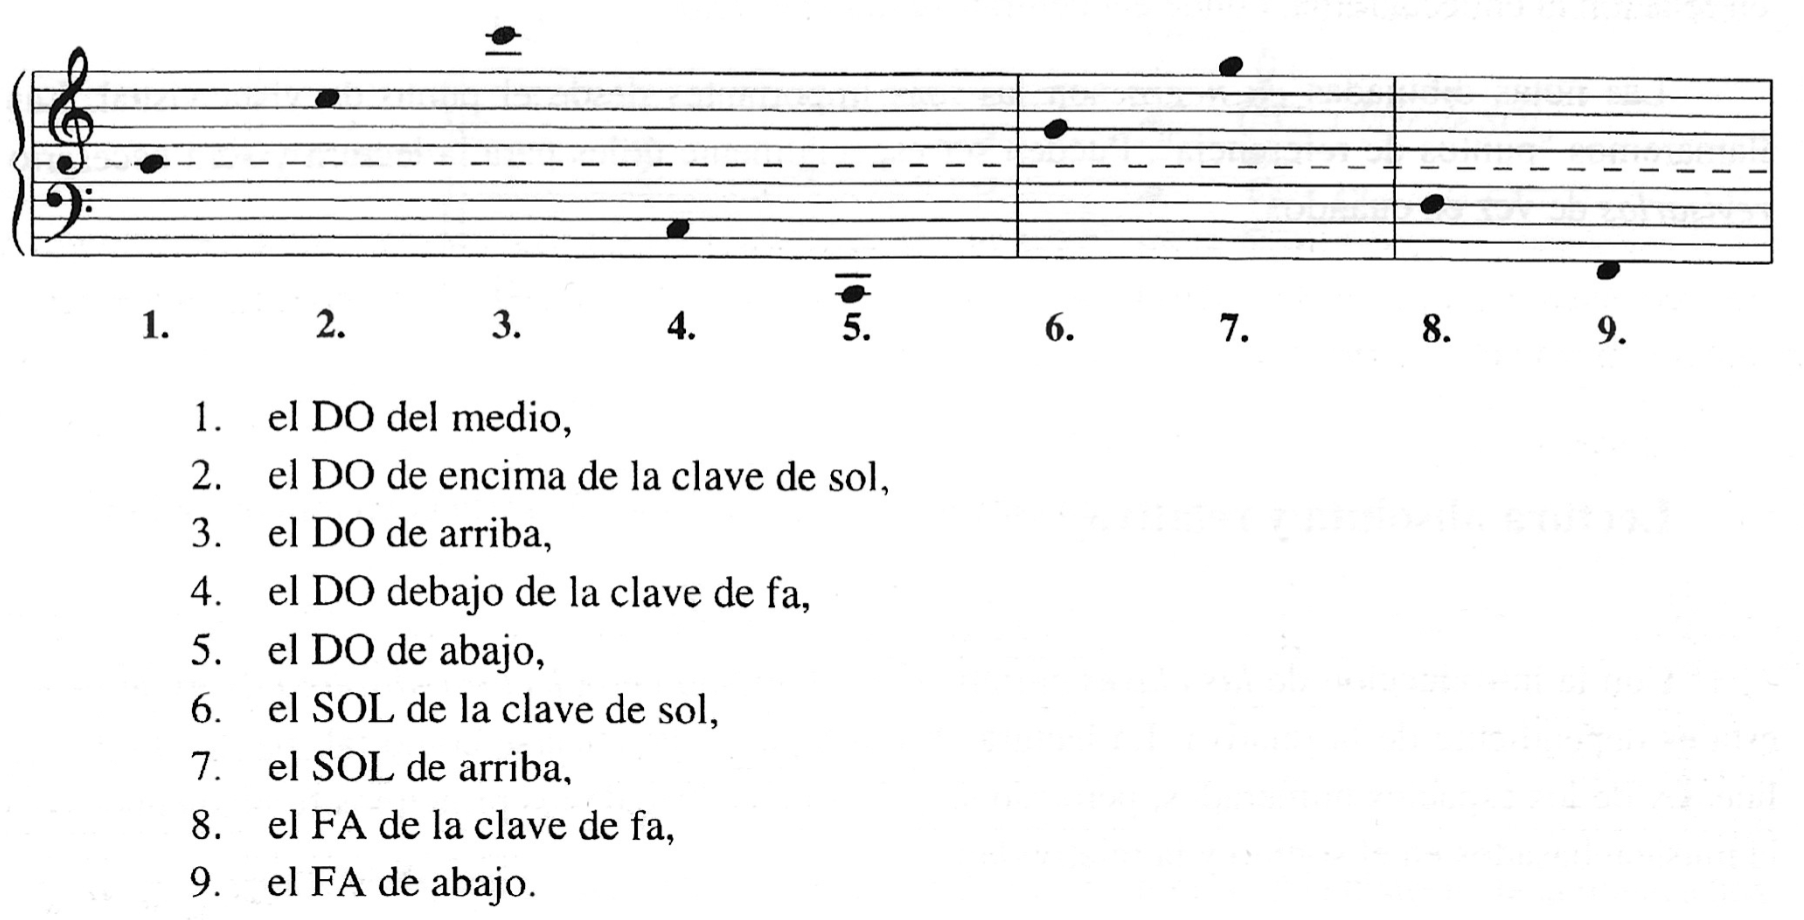 1. 2. 3. 4. 5. 6. 7. 8. 9.
1. el DO del medio,
2. el DO de encima de la clave de sol,
3. el DO de arriba,
4. el DO debajo de la clave de fa,
5. el DO de abajo,
6. el SOL de la clave de sol,
7. el SOL de arriba,
8. el FA de la clave de fa,
9. el FA de abajo.